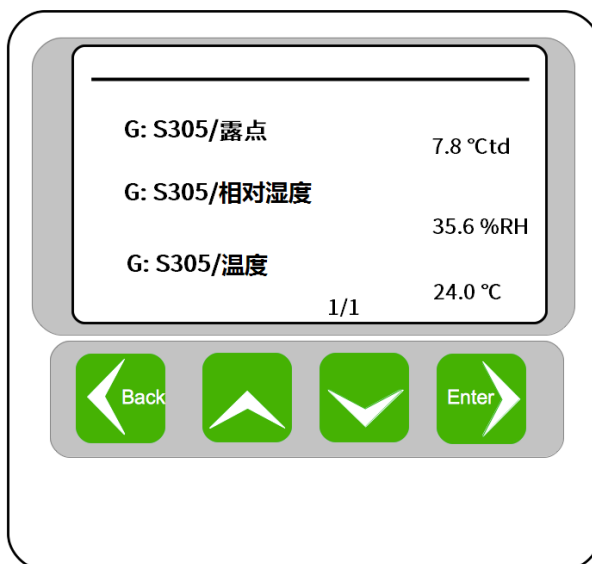 G: S305/露点
7.8 °Ctd
G: S305/相对湿度
35.6 %RH
G: S305/温度
24.0 °C
1/1
Back
Enter